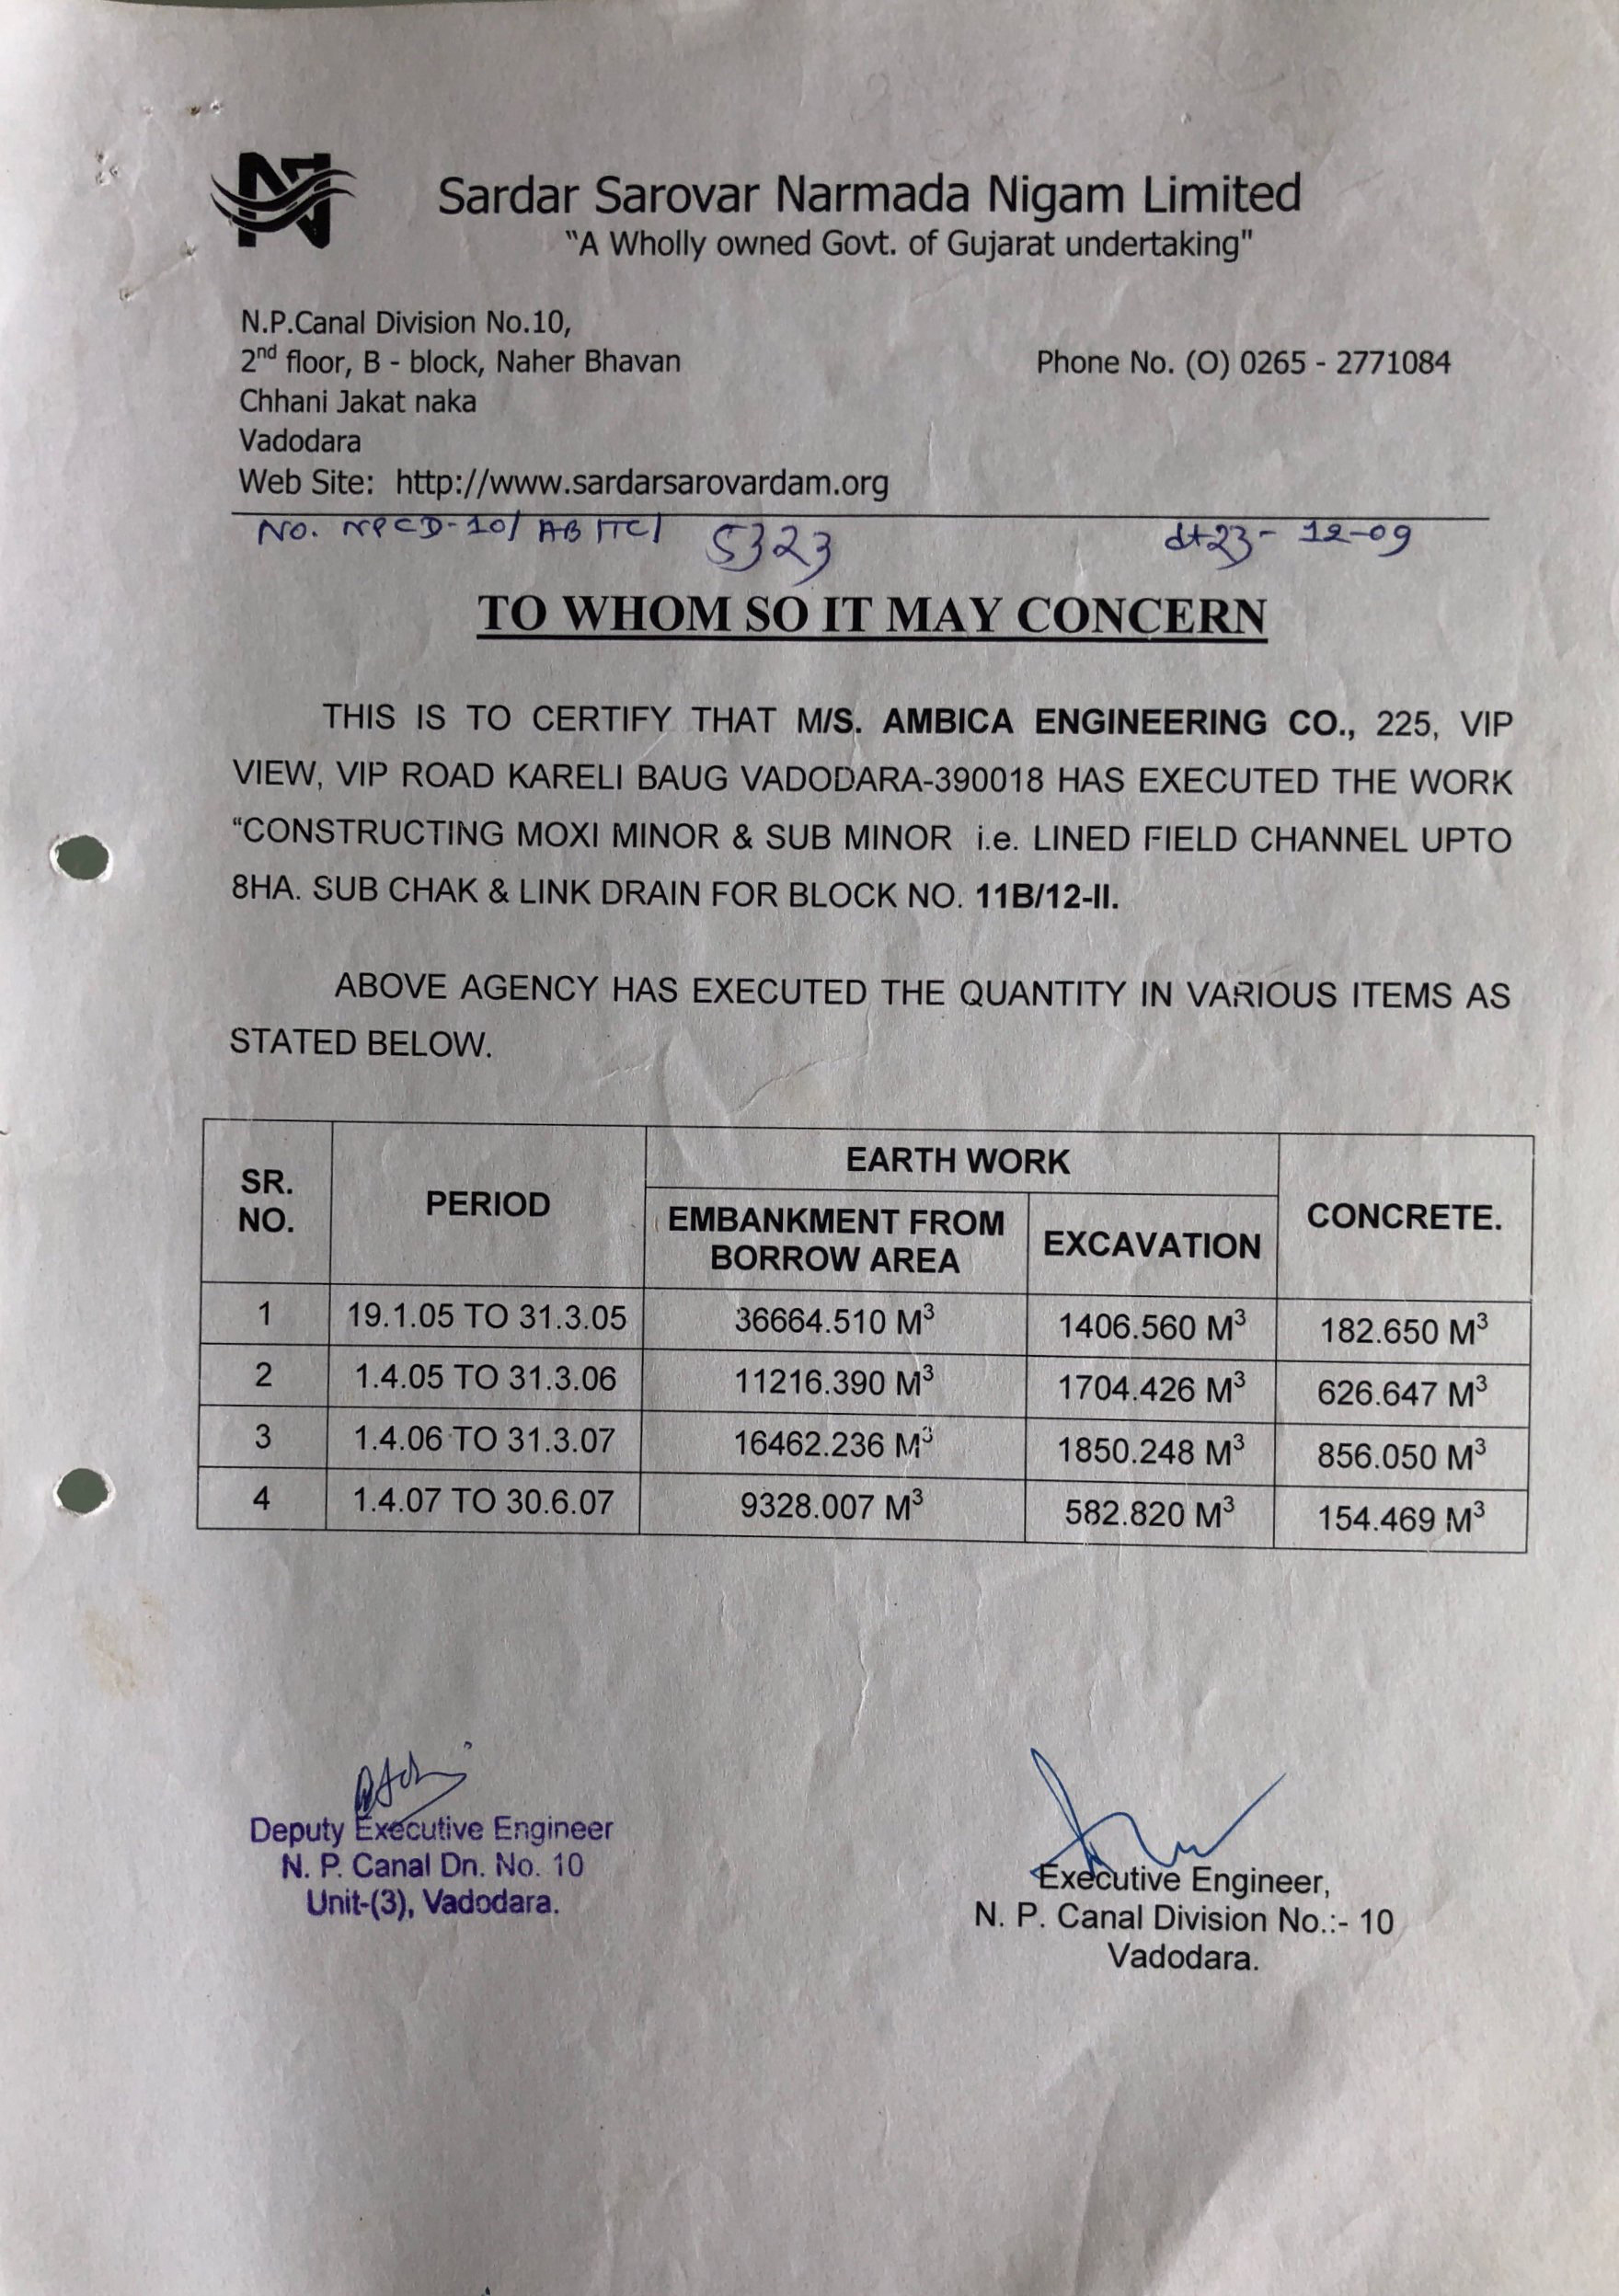 Sardar Sarovar Narmada Nigam Limited
"A Wholly owned Govt. of Gujarat undertaking"
N.P.Canal Division No.10,
2nd floor, B - block, Naher Bhavan
Phone No. (O) 0265 - 2771084
Chhani Jakat naka
Vadodara
Web Site: http://www.sardarsarovardam.org
NO. NPCD-10/ AB /TC/ 5323 dt 23- 12-09
TO WHOM SO IT MAY CONCERN
THIS IS TO CERTIFY THAT M/S. AMBICA ENGINEERING CO., 225, VIP
VIEW, VIP ROAD KARELI BAUG VADODARA-390018 HAS EXECUTED THE WORK
"CONSTRUCTING MOXI MINOR & SUB MINOR i.e. LINED FIELD CHANNEL UPTO
8HA. SUB CHAK & LINK DRAIN FOR BLOCK NO. 11B/12-II.
ABOVE AGENCY HAS EXECUTED THE QUANTITY IN VARIOUS ITEMS AS
STATED BELOW.
SR. NO. PERIOD EARTH WORK CONCRETE.
EMBANKMENT FROM BORROW AREA EXCAVATION
1 19.1.05 TO 31.3.05 36664.510 M³ 1406.560 M³ 182.650 M³
2 1.4.05 TO 31.3.06 11216.390 M³ 1704.426 M³ 626.647 M³
3 1.4.06 TO 31.3.07 16462.236 M³ 1850.248 M³ 856.050 M³
4 1.4.07 TO 30.6.07 9328.007 M³ 582.820 M³ 154.469 M³
Deputy Executive Engineer
N. P. Canal Dn. No. 10
Unit-(3), Vadodara.
Executive Engineer,
N. P. Canal Division No.:- 10
Vadodara.